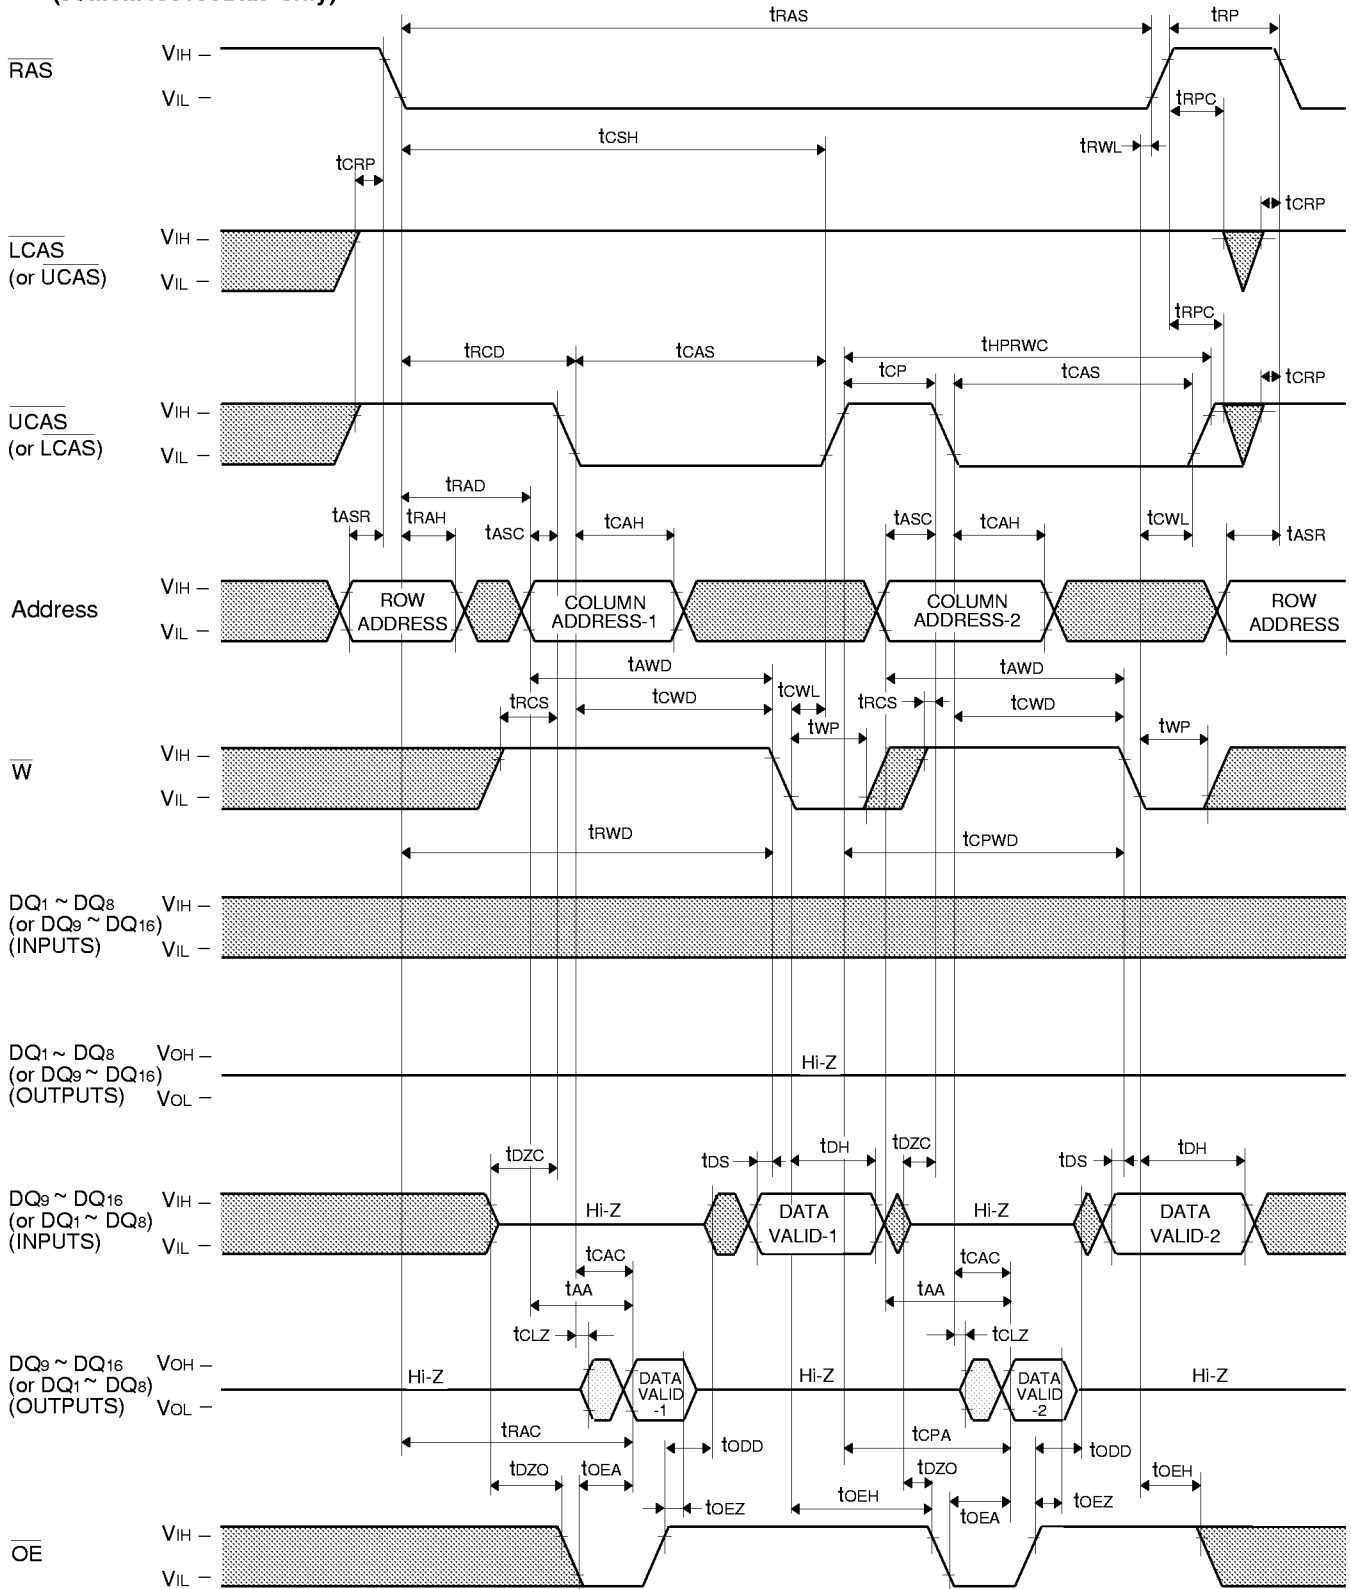 tRAS tRP
RAS VIH
VIL
tRPC
tCSH tRWL
tCRP
tCRP
LCAS VIH
(or UCAS) VIL
tRPC
tRCD tCAS tHPRWC
tCP tCAS tCRP
UCAS VIH
(or LCAS) VIL
tRAD
tASR tRAH tASC tCAH tASC tCAH tCWL tASR
Address VIH
VIL
ROW ADDRESS
COLUMN ADDRESS-1
COLUMN ADDRESS-2
ROW ADDRESS
tAWD tAWD
tRCS tCWD tCWL tRCS tCWD
tWP tWP
W VIH
VIL
tRWD tCPWD
DQ1 ~ DQ8 VIH
(or DQ9 ~ DQ16)
(INPUTS) VIL
DQ1 ~ DQ8 VOH
(or DQ9 ~ DQ16) Hi-Z
(OUTPUTS) VOL
tDZC tDS tDH tDZC tDS tDH
DQ9 ~ DQ16 VIH
(or DQ1 ~ DQ8) Hi-Z DATA VALID-1 Hi-Z DATA VALID-2
(INPUTS) VIL
tCAC tCAC
tAA tAA
tCLZ tCLZ
DQ9 ~ DQ16 VOH
(or DQ1 ~ DQ8) Hi-Z DATA VALID -1 Hi-Z DATA VALID -2 Hi-Z
(OUTPUTS) VOL
tRAC tODD tCPA tODD
tDZO tOEA tDZO tOEH
tOEZ tOEH tOEA tOEZ
OE VIH
VIL